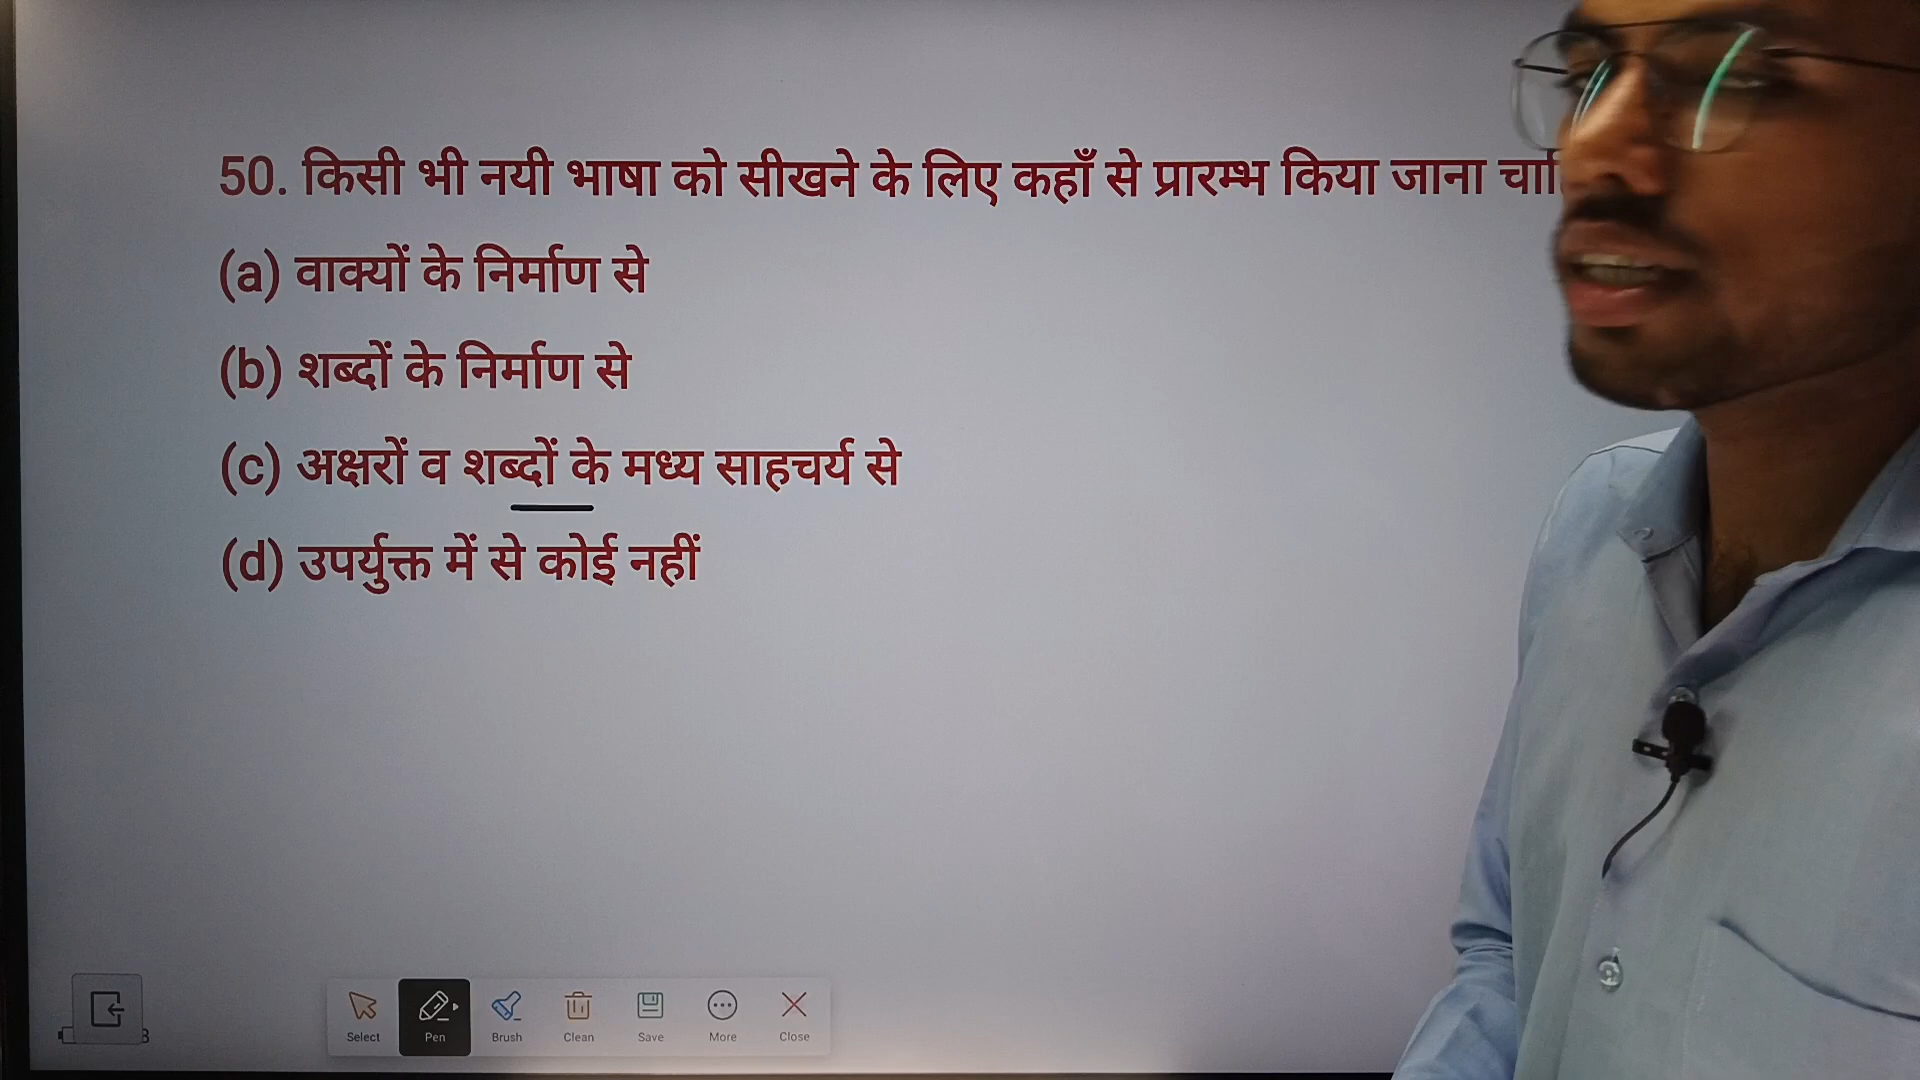 50. किसी भी नयी भाषा को सीखने के लिए कहाँ से प्रारम्भ किया जाना
(a) वाक्यों के निर्माण से
(b) शब्दों के निर्माण से
(c) अक्षरों व शब्दों के मध्य साहचर्य से
(d) उपर्युक्त में से कोई नहीं
Select Pen Brush Clean Save More Close